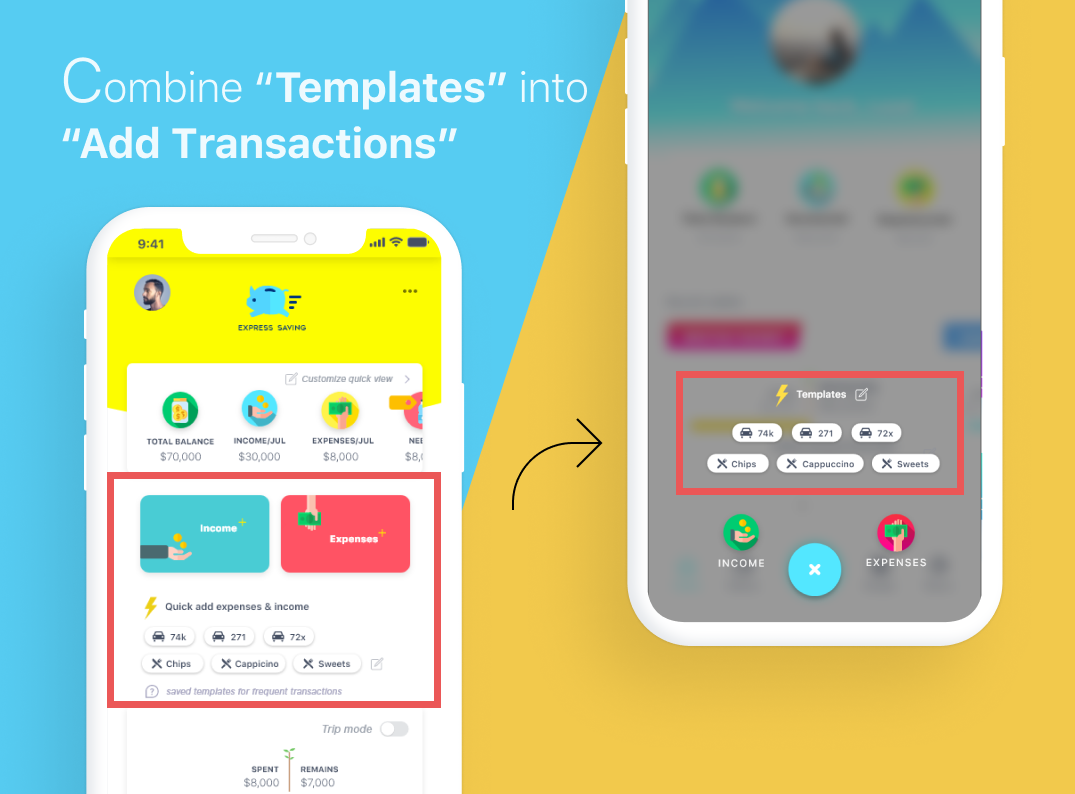 Combine “Templates” into
“Add Transactions”
9:41
EXPRESS SAVING
Customize quick view
TOTAL BALANCE INCOME/JUL EXPENSES/JUL NEE
$70,000 $30,000 $8,000 $8,0
Income
Expenses
Quick add expenses & income
74k 271 72x
Chips Cappicino Sweets
saved templates for frequent transactions
Trip mode
SPENT REMAINS
$8,000 $7,000
Templates
74k 271 72x
Chips Cappuccino Sweets
INCOME EXPENSES